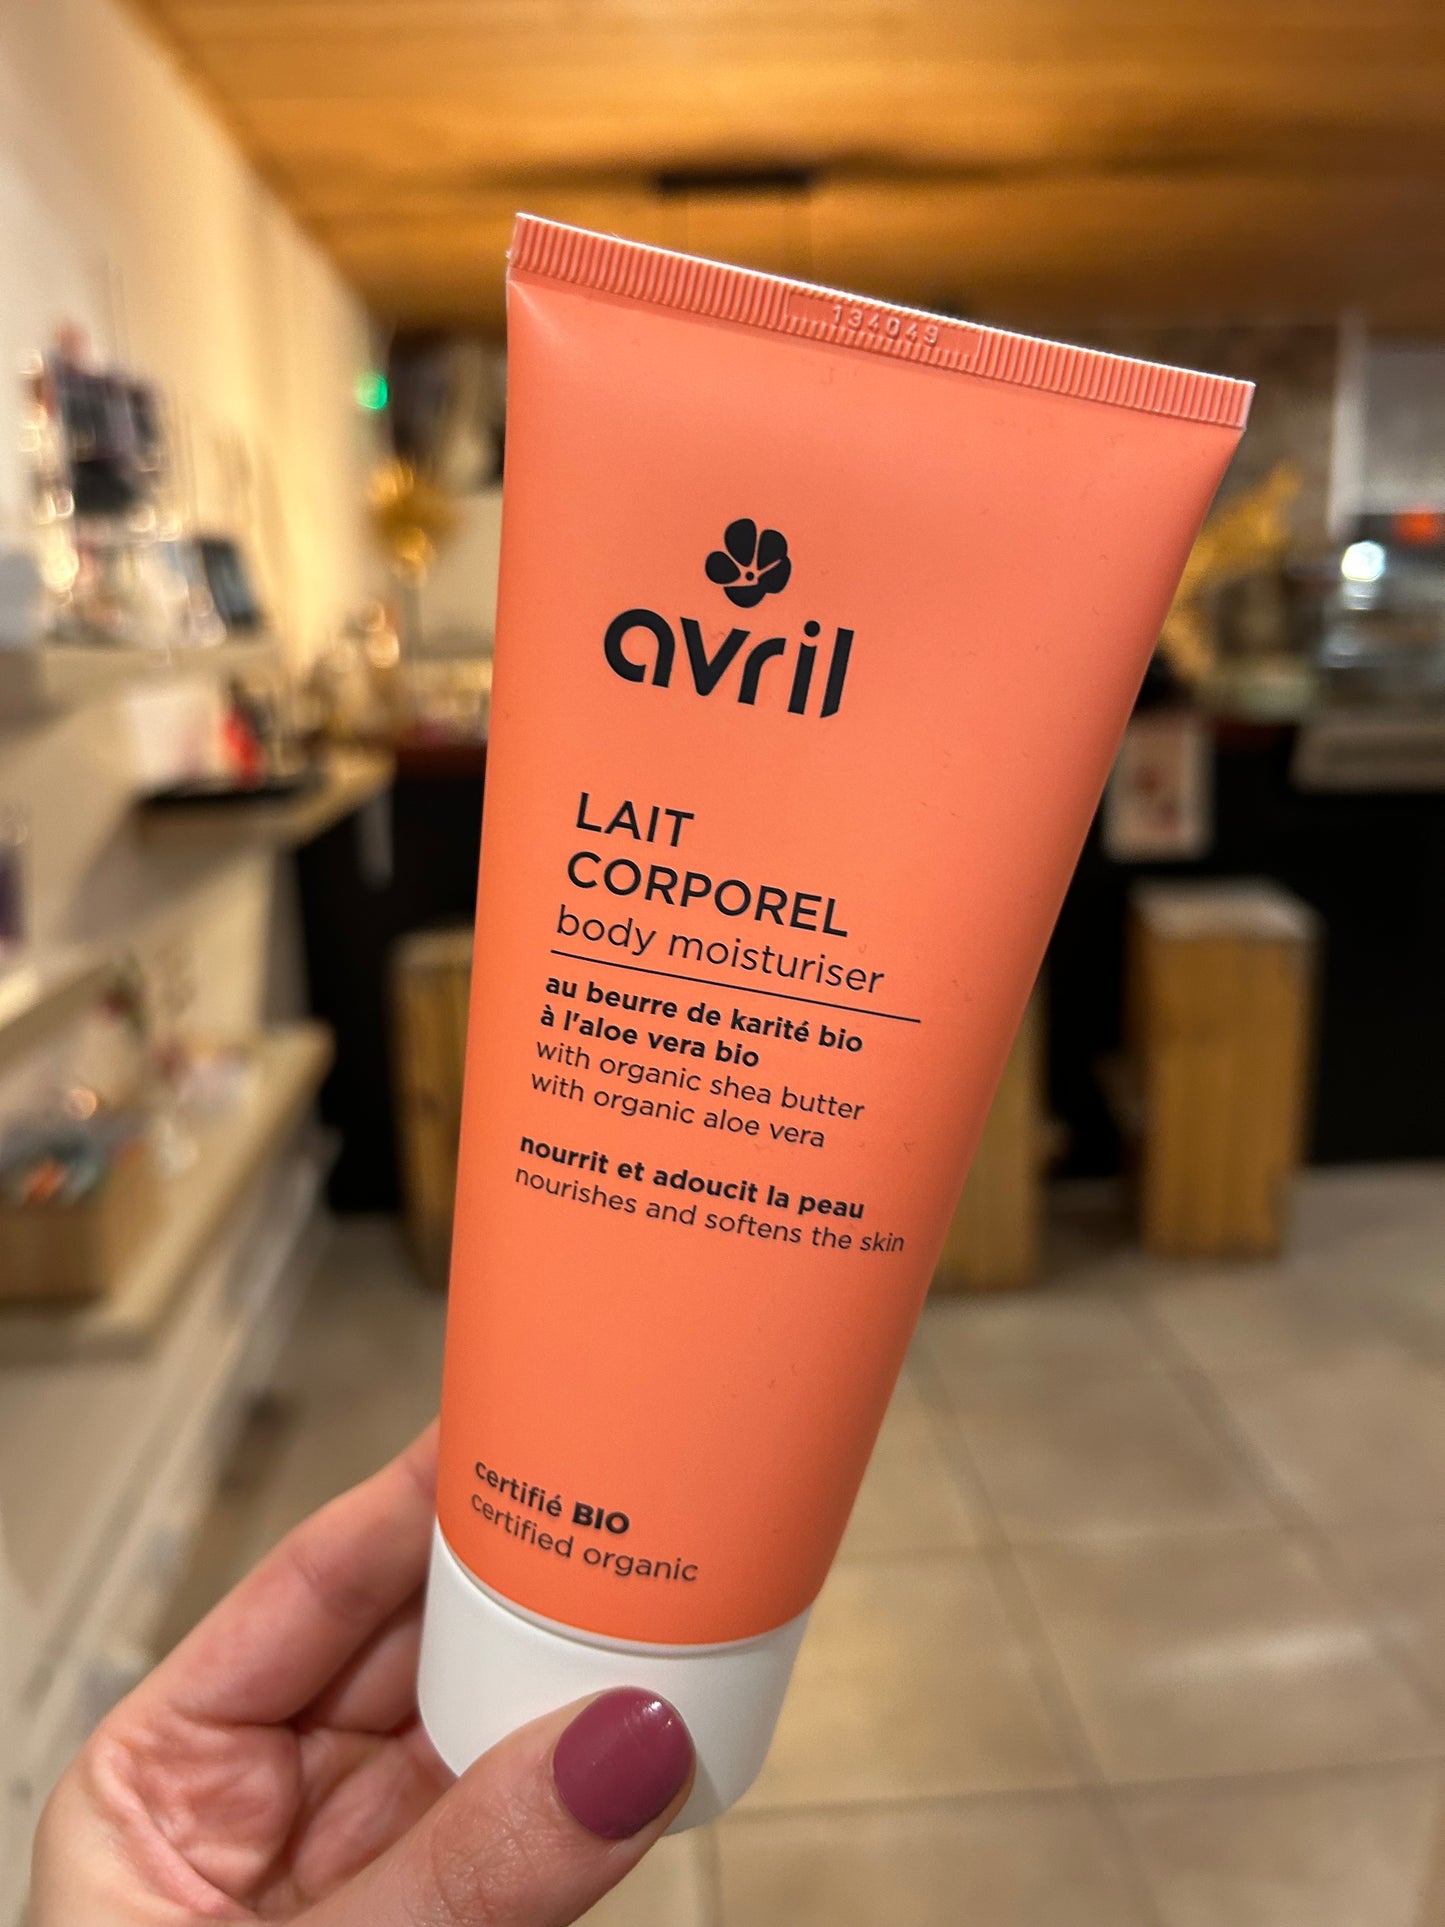 134049
avril
LAIT
CORPOREL
body moisturiser
au beurre de karité bio
à l'aloe vera bio
with organic shea butter
with organic aloe vera
nourrit et adoucit la peau
nourishes and softens the skin
certifié BIO
certified organic